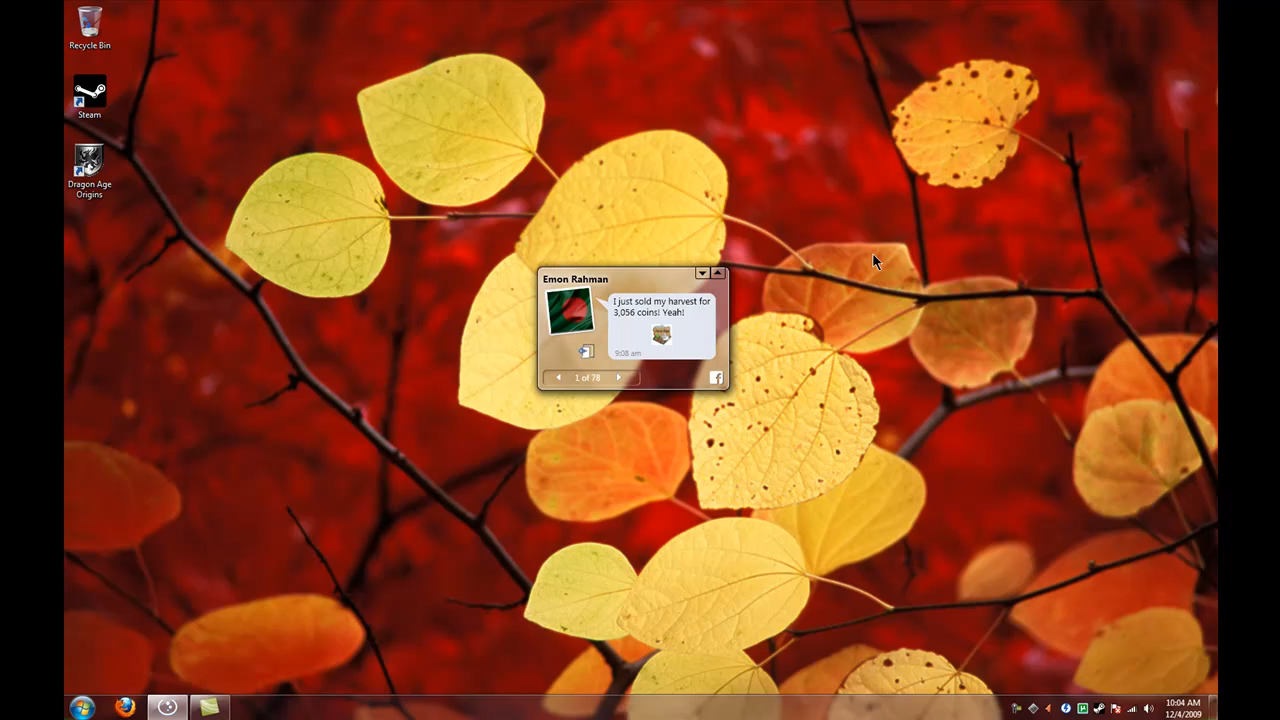 Recycle Bin
Steam
Dragon Age
Origins
Emon Rahman
I just sold my harvest for
3,056 coins! Yeah!
9:08 am
1 of 78
10:04 AM
12/4/2009